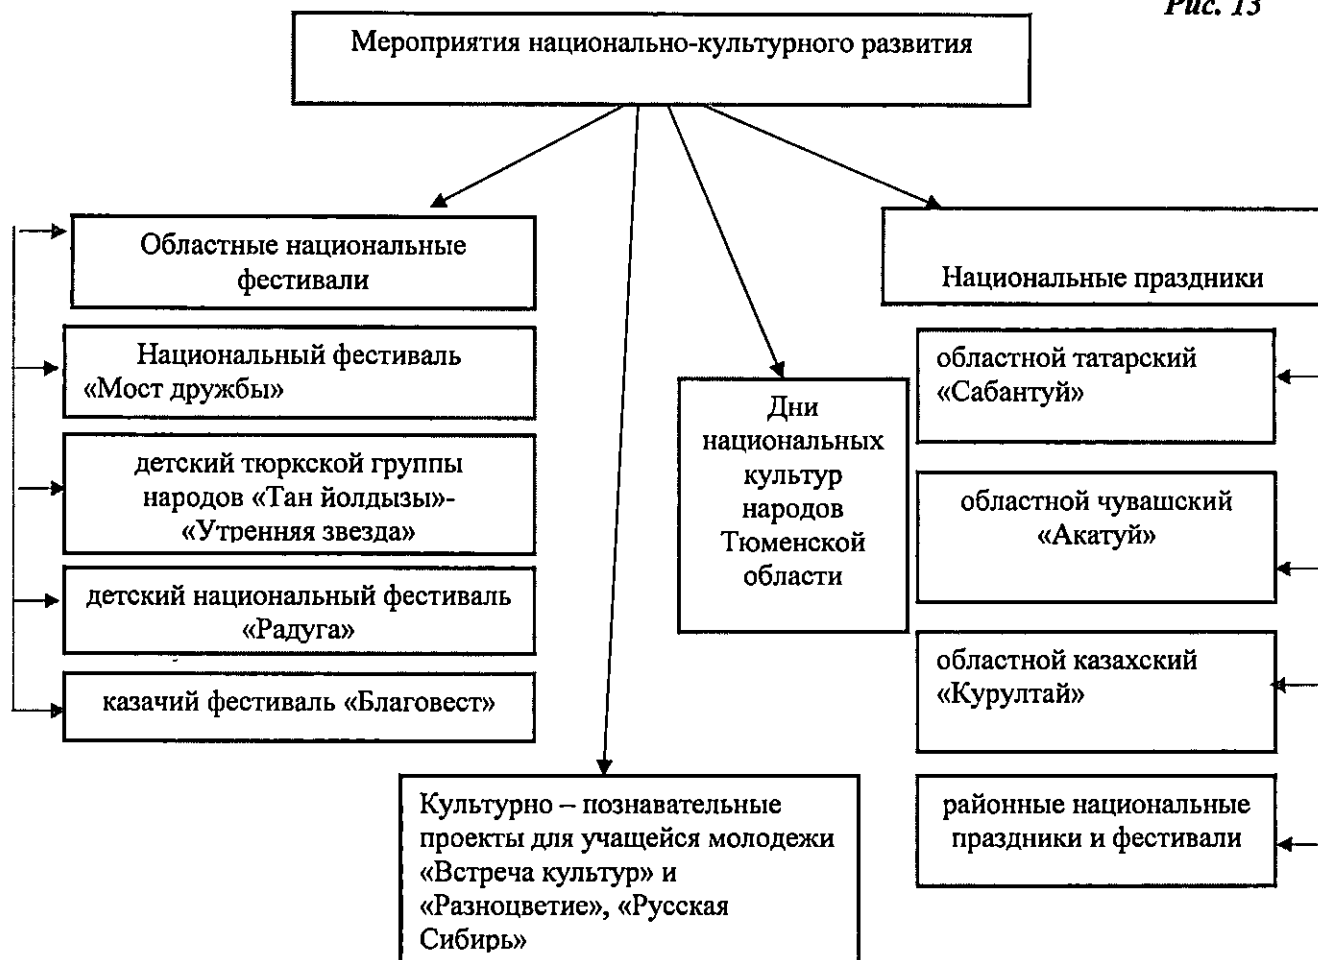 Рис. 13
Мероприятия национально-культурного развития
Областные национальные
фестивали
Национальный фестиваль
«Мост дружбы»
детский тюркской группы
народов «Тан йолдызы»-
«Утренняя звезда»
детский национальный фестиваль
«Радуга»
казачий фестиваль «Благовест»
Культурно – познавательные
проекты для учащейся молодежи
«Встреча культур» и
«Разноцветие», «Русская
Сибирь»
Дни
национальных
культур
народов
Тюменской
области
Национальные праздники
областной татарский
«Сабантуй»
областной чувашский
«Акатуй»
областной казахский
«Курултай»
районные национальные
праздники и фестивали